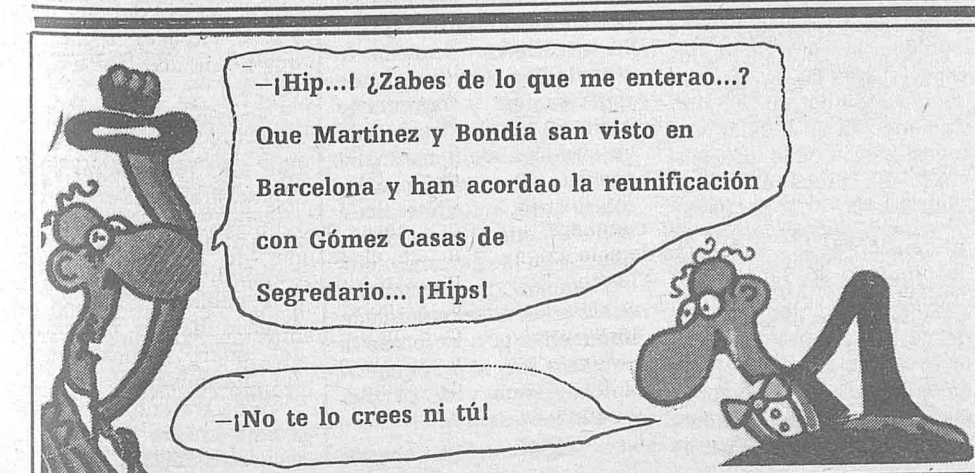 —¡Hip...! ¿Zabes de lo que me enterao...?
Que Martínez y Bondía san visto en
Barcelona y han acordao la reunificación
con Gómez Casas de
Segredario... ¡Hips!
—¡No te lo crees ni tú!